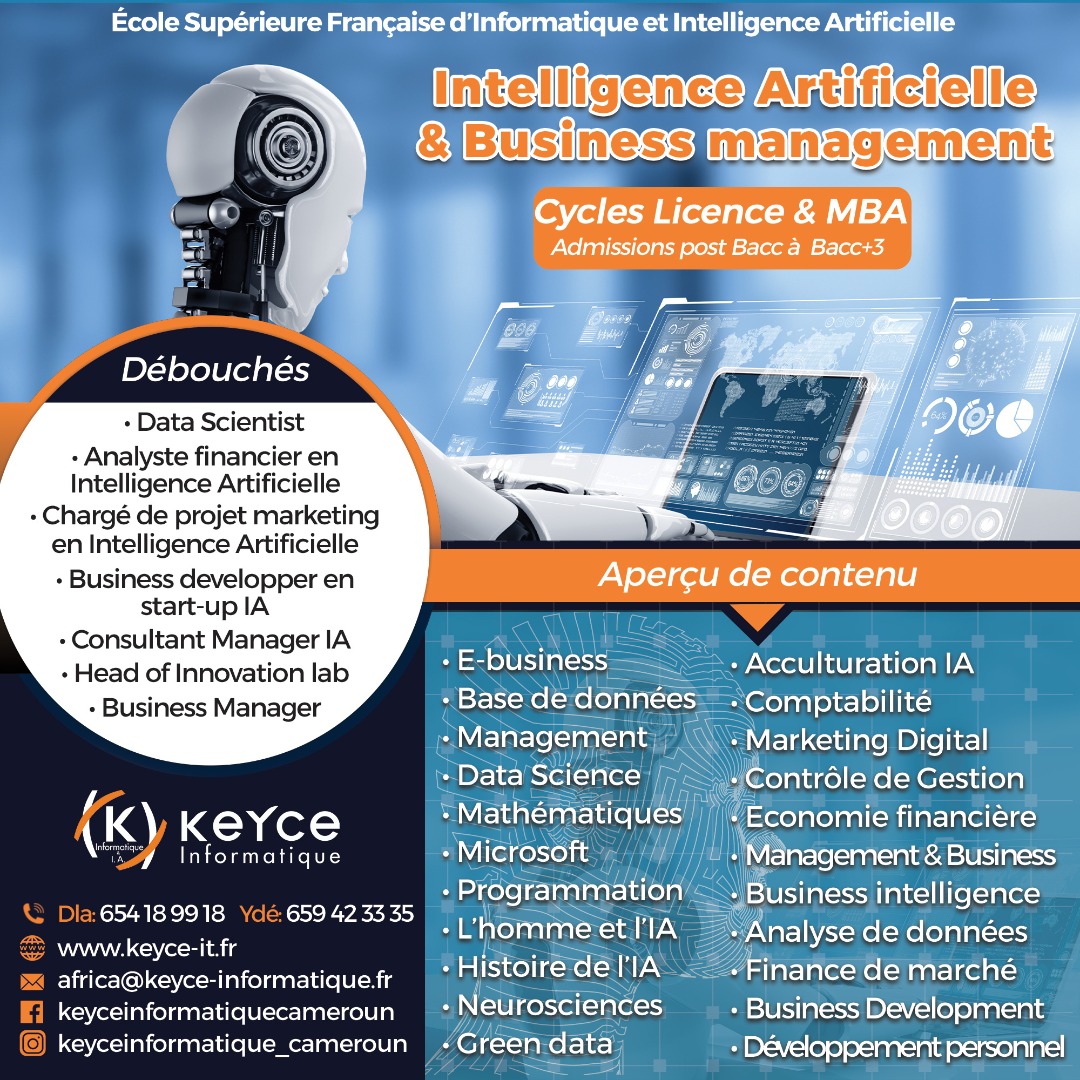 École Supérieure Française d'Informatique et Intelligence Artificielle
Intelligence Artificielle
& Business management
Cycles Licence & MBA
Admissions post Bacc à Bacc+3
Débouchés
• Data Scientist
• Analyste financier en
Intelligence Artificielle
• Chargé de projet marketing
en Intelligence Artificielle
• Business developper en
start-up IA
• Consultant Manager IA
• Head of Innovation lab
• Business Manager
Aperçu de contenu
• E-business
• Base de données
• Management
• Data Science
• Mathématiques
• Microsoft
• Programmation
• L'homme et l'IA
• Histoire de l'IA
• Neurosciences
• Green data
• Acculturation IA
• Comptabilité
• Marketing Digital
• Contrôle de Gestion
• Economie financière
• Management & Business
• Business intelligence
• Analyse de données
• Finance de marché
• Business Development
• Développement personnel
(K)
Informatique
&
I.A.
KEYCE
Informatique
Dla: 654 18 99 18 Ydé: 659 42 33 35
www.keyce-it.fr
africa@keyce-informatique.fr
keyceinformatiquecameroun
keyceinformatique_cameroun